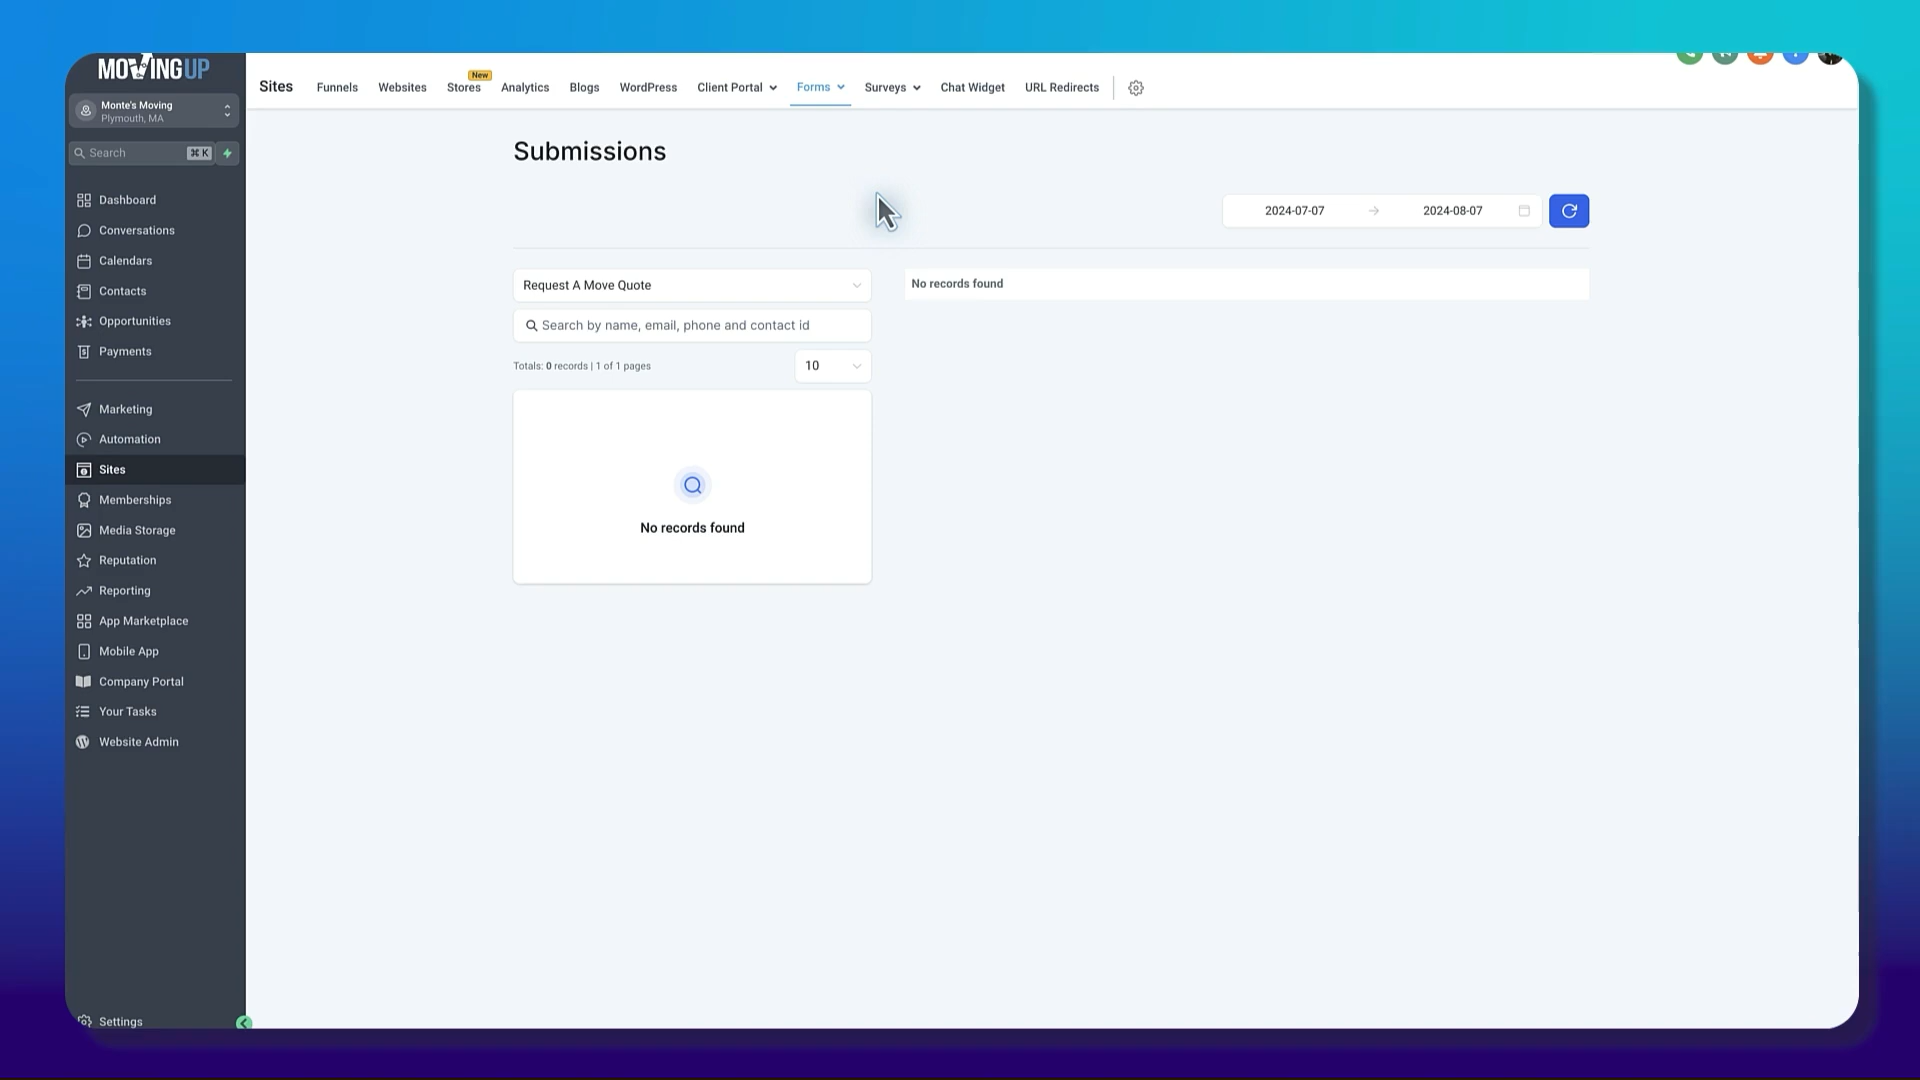 MOVINGUP
Monte's Moving
Plymouth, MA
Search
⌘ K
Dashboard
Conversations
Calendars
Contacts
Opportunities
Payments
Marketing
Automation
Sites
Memberships
Media Storage
Reputation
Reporting
App Marketplace
Mobile App
Company Portal
Your Tasks
Website Admin
Settings
Sites
Funnels
Websites
Stores
New
Analytics
Blogs
WordPress
Client Portal
Forms
Surveys
Chat Widget
URL Redirects
Submissions
2024-07-07
2024-08-07
Request A Move Quote
Search by name, email, phone and contact id
Totals: 0 records | 1 of 1 pages
10
No records found
No records found